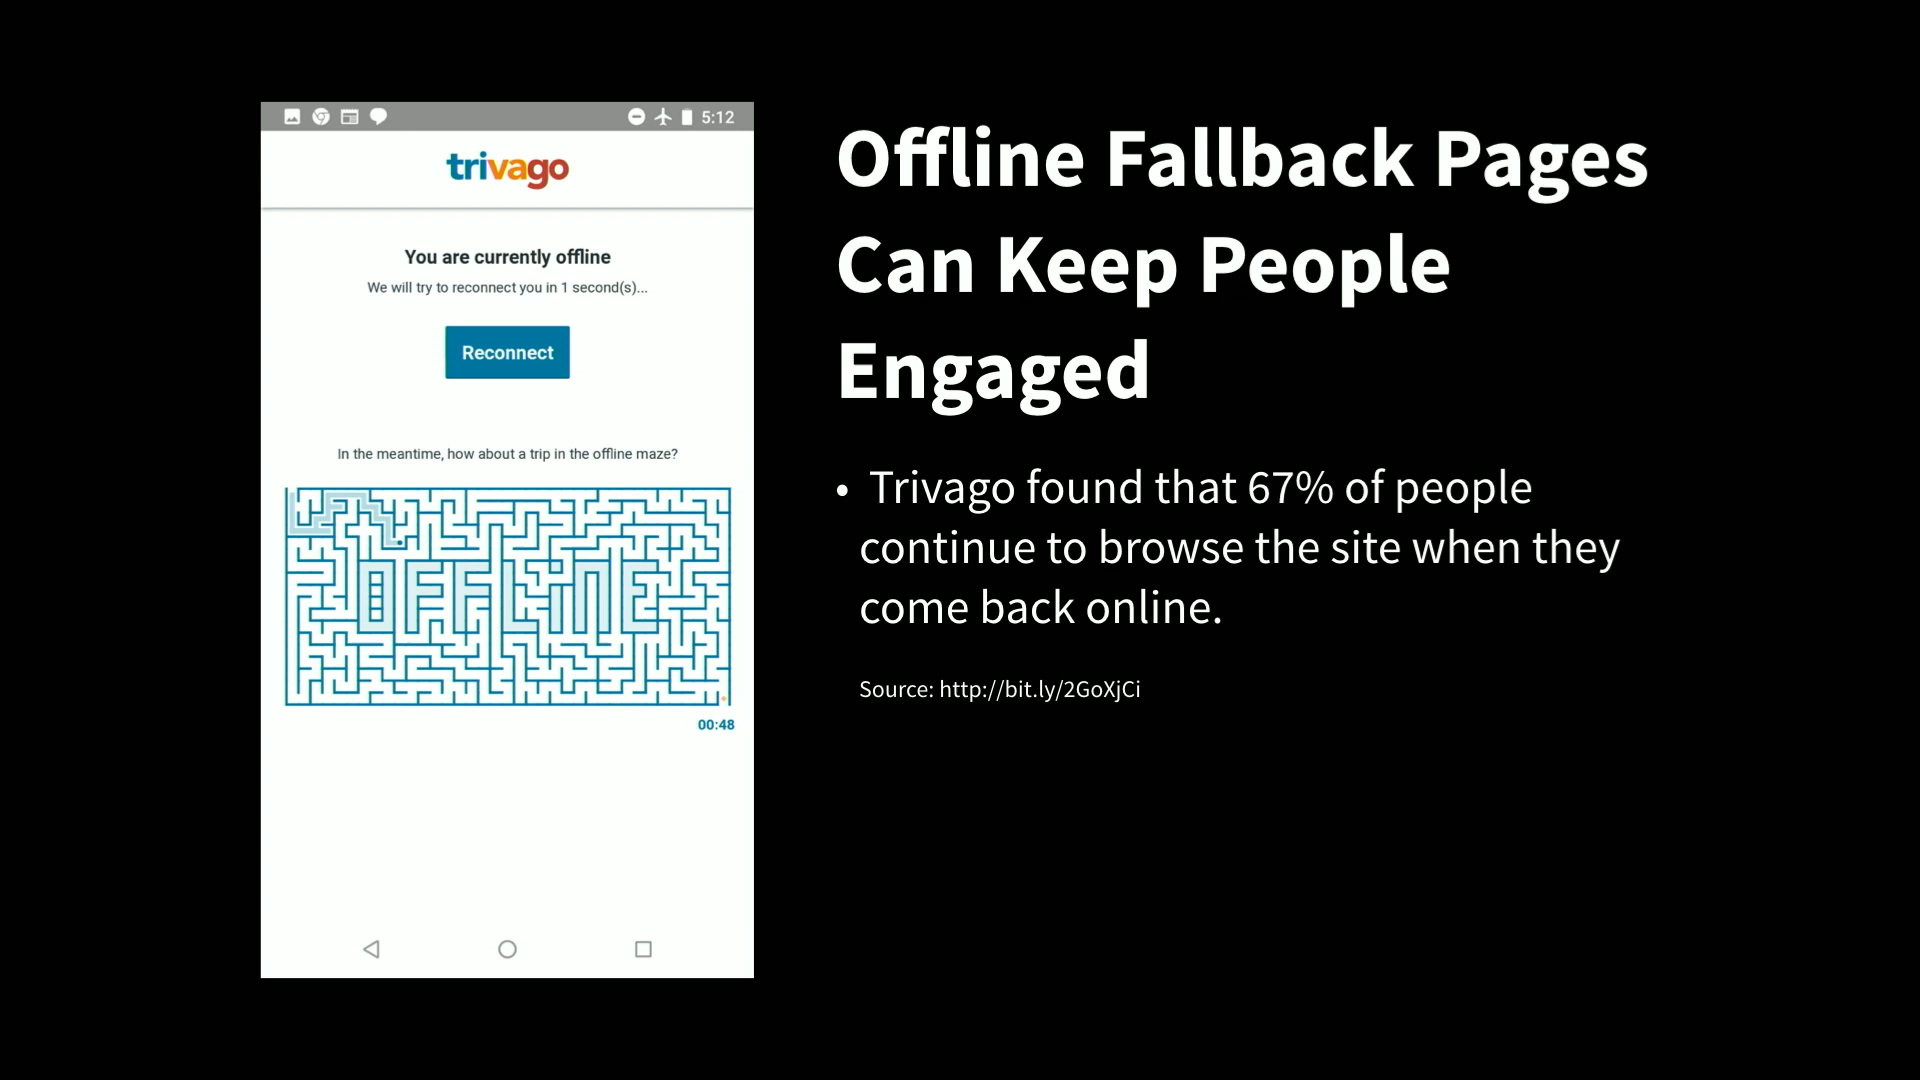 5:12
trivago
You are currently offline
We will try to reconnect you in 1 second(s)...
Reconnect
In the meantime, how about a trip in the offline maze?
OFFLiNE
00:48
Offline Fallback Pages
Can Keep People
Engaged
• Trivago found that 67% of people
continue to browse the site when they
come back online.
Source: http://bit.ly/2GoXjCi